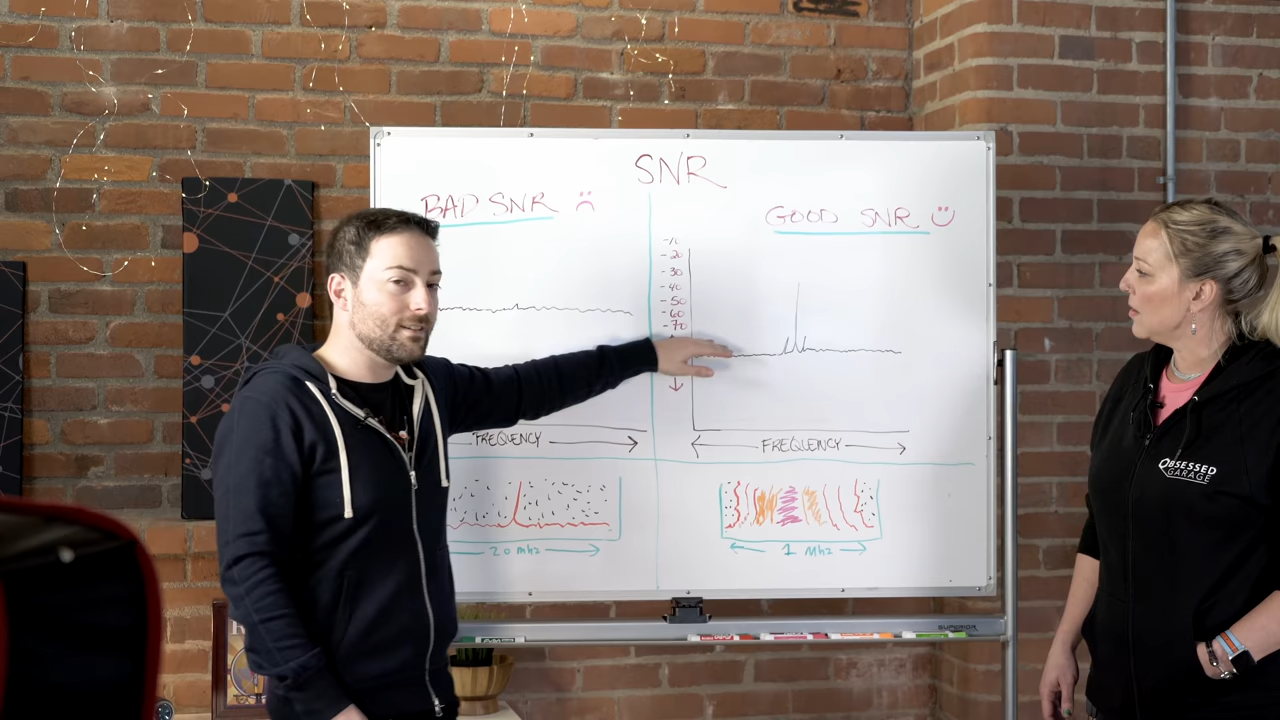 SNR
BAD SNR
GOOD SNR
-10
-20
-30
-40
-50
-60
-70
FREQUENCY
FREQUENCY
20 Mhz
1 Mhz
OBSESSED
GARAGE
SUPERIOR